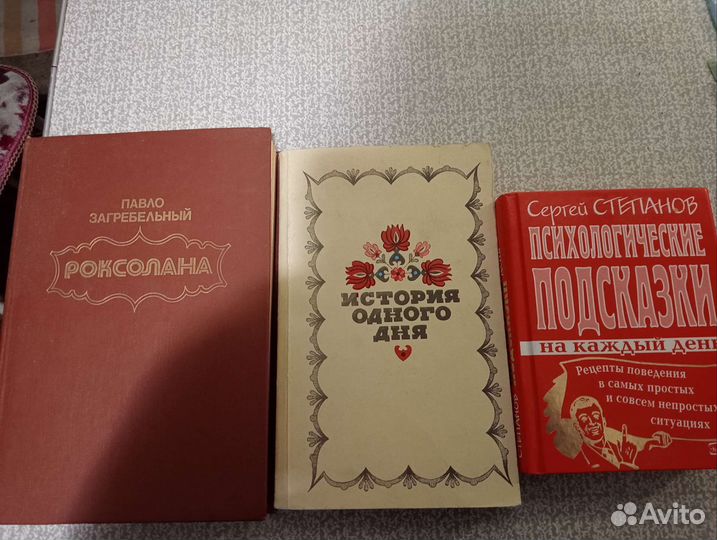 ПАВЛО
ЗАГРЕБЕЛЬНЫЙ
РОКСОЛАНА
ИСТОРИЯ
ОДНОГО
ДНЯ
Сергей СТЕПАНОВ
ПСИХОЛОГИЧЕСКИЕ
ПОДСКАЗКИ
на каждый день
Рецепты поведения
в самых простых
и совсем непростых
ситуациях
СТЕПАНОВ
Avito